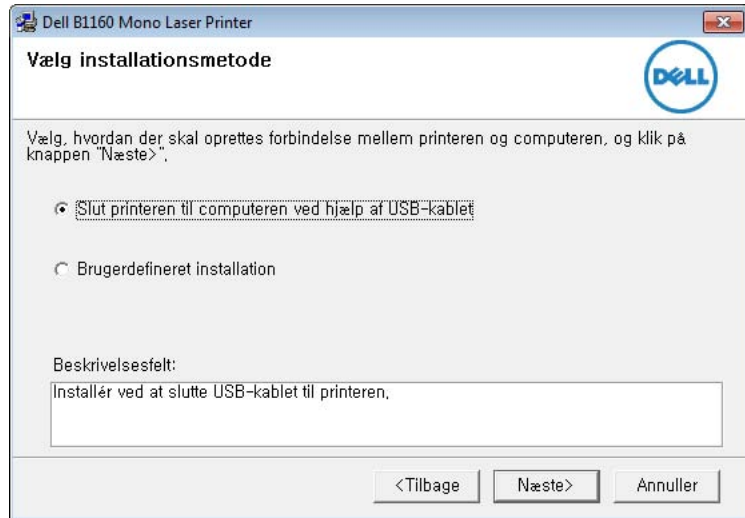 Dell B1160 Mono Laser Printer
Vælg installationsmetode
DELL
Vælg, hvordan der skal oprettes forbindelse mellem printeren og computeren, og klik på
knappen "Næste>",
Slut printeren til computeren ved hjælp af USB-kablet
Brugerdefineret installation
Beskrivelsesfelt:
Installér ved at slutte USB-kablet til printeren,
<Tilbage
Næste>
Annuller